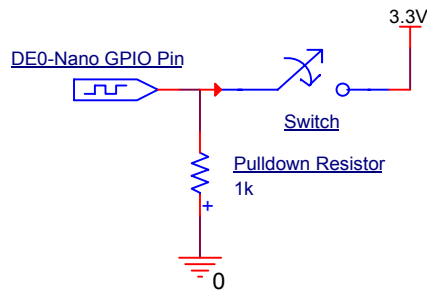 3.3V
DE0-Nano GPIO Pin
Switch
Pulldown Resistor
1k
+
0